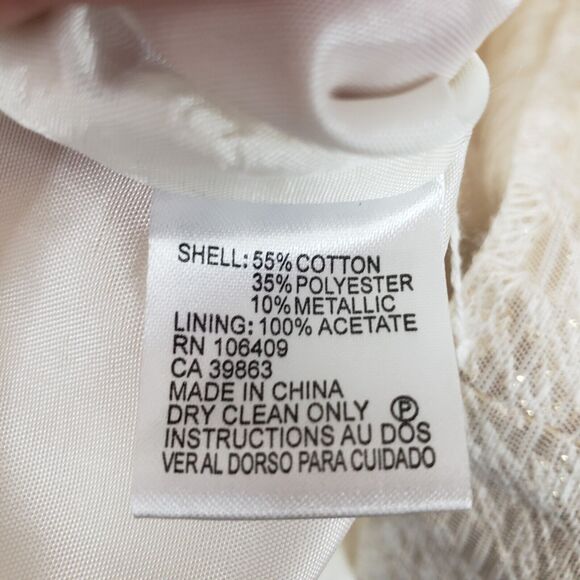 SHELL: 55% COTTON
35% POLYESTER
10% METALLIC
LINING: 100% ACETATE
RN 106409
CA 39863
MADE IN CHINA
DRY CLEAN ONLY Ⓟ
INSTRUCTIONS AU DOS
VER AL DORSO PARA CUIDADO